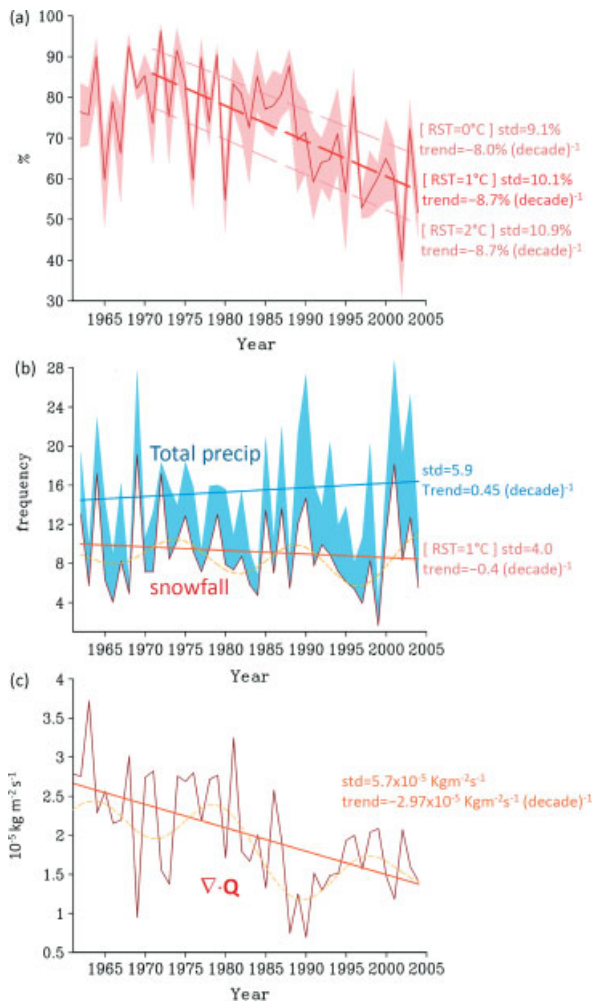 (a)
100
90
80
70
60
50
40
30
%
[ RST=0°C ] std=9.1%
trend=−8.0% (decade)⁻¹
[ RST=1°C ] std=10.1%
trend=−8.7% (decade)⁻¹
[ RST=2°C ] std=10.9%
trend=−8.7% (decade)⁻¹
1965 1970 1975 1980 1985 1990 1995 2000 2005
Year
(b)
28
24
20
16
12
8
4
frequency
Total precip
snowfall
std=5.9
Trend=0.45 (decade)⁻¹
[ RST=1°C ] std=4.0
trend=−0.4 (decade)⁻¹
1965 1970 1975 1980 1985 1990 1995 2000 2005
Year
(c)
4
3.5
3
2.5
2
1.5
1
0.5
10⁻⁵ kg m⁻² s⁻¹
std=5.7x10⁻⁵ Kgm⁻²s⁻¹
trend=−2.97x10⁻⁵ Kgm⁻²s⁻¹ (decade)⁻¹
∇·Q
1965 1970 1975 1980 1985 1990 1995 2000 2005
Year